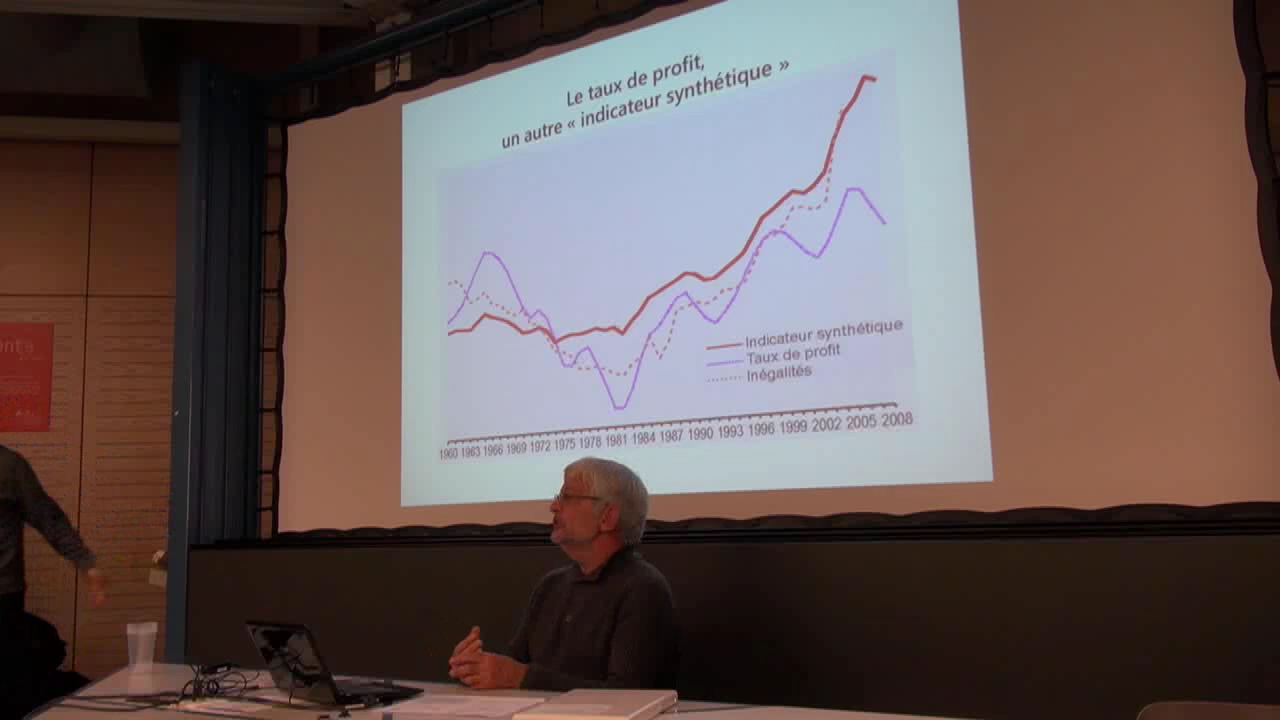 Le taux de profit,
un autre « indicateur synthétique »
Indicateur synthétique
Taux de profit
Inégalités
1960 1963 1966 1969 1972 1975 1978 1981 1984 1987 1990 1993 1996 1999 2002 2005 2008